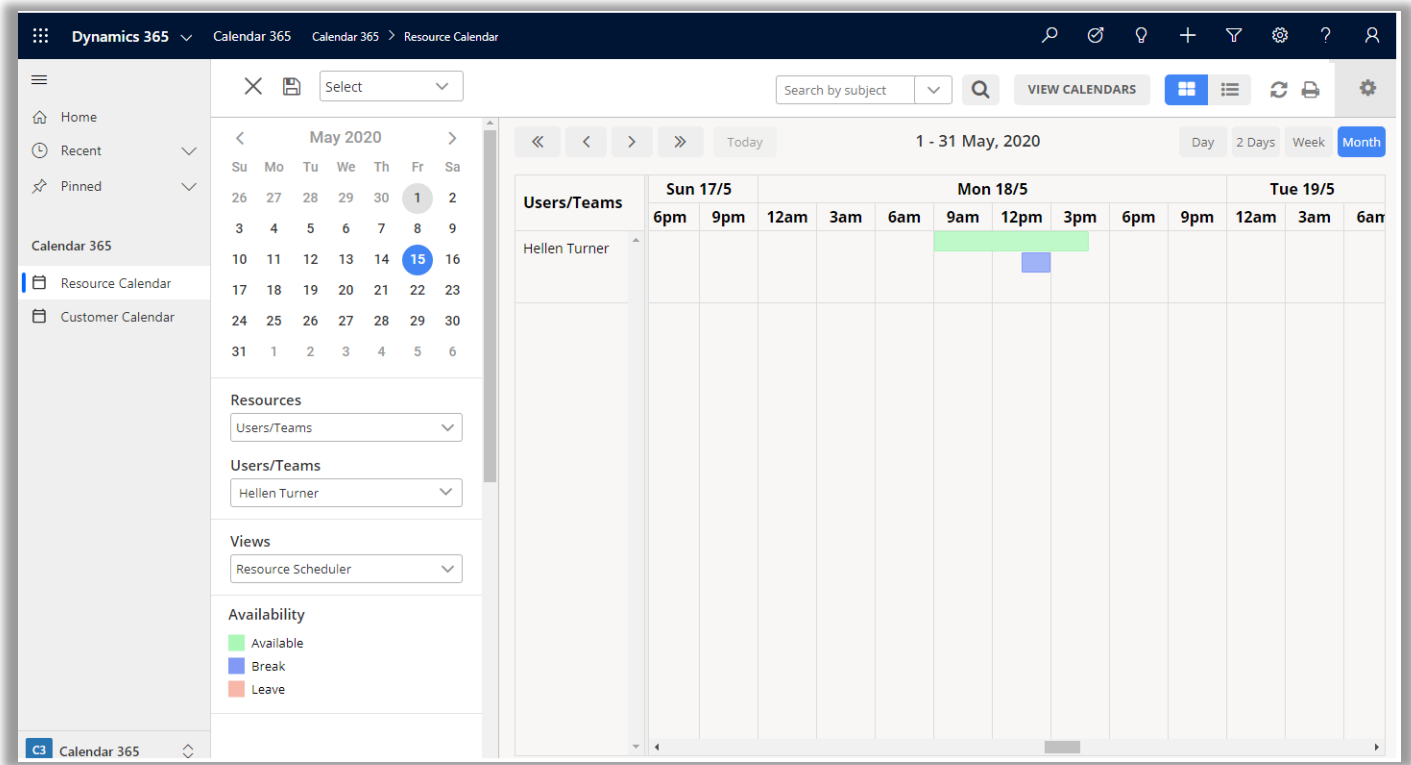 Dynamics 365 Calendar 365 Calendar 365 > Resource Calendar
Home
Recent
Pinned
Calendar 365
Resource Calendar
Customer Calendar
C3 Calendar 365
Select
Search by subject
VIEW CALENDARS
May 2020
Su Mo Tu We Th Fr Sa
26 27 28 29 30 1 2
3 4 5 6 7 8 9
10 11 12 13 14 15 16
17 18 19 20 21 22 23
24 25 26 27 28 29 30
31 1 2 3 4 5 6
Resources
Users/Teams
Users/Teams
Hellen Turner
Views
Resource Scheduler
Availability
Available
Break
Leave
Today 1 - 31 May, 2020 Day 2 Days Week Month
Users/Teams
Sun 17/5 Mon 18/5 Tue 19/5
6pm 9pm 12am 3am 6am 9am 12pm 3pm 6pm 9pm 12am 3am 6am
Hellen Turner